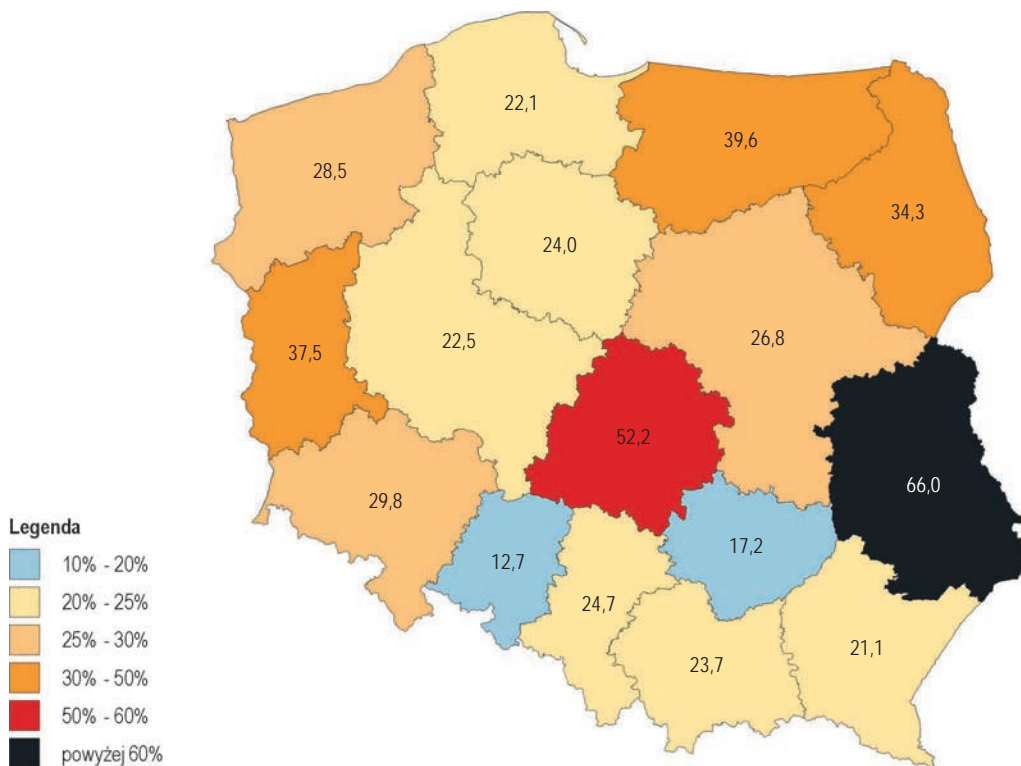 22,1
39,6
28,5
34,3
24,0
26,8
22,5
37,5
52,2
66,0
29,8
17,2
12,7
24,7
21,1
23,7
Legenda
10% - 20%
20% - 25%
25% - 30%
30% - 50%
50% - 60%
powyżej 60%